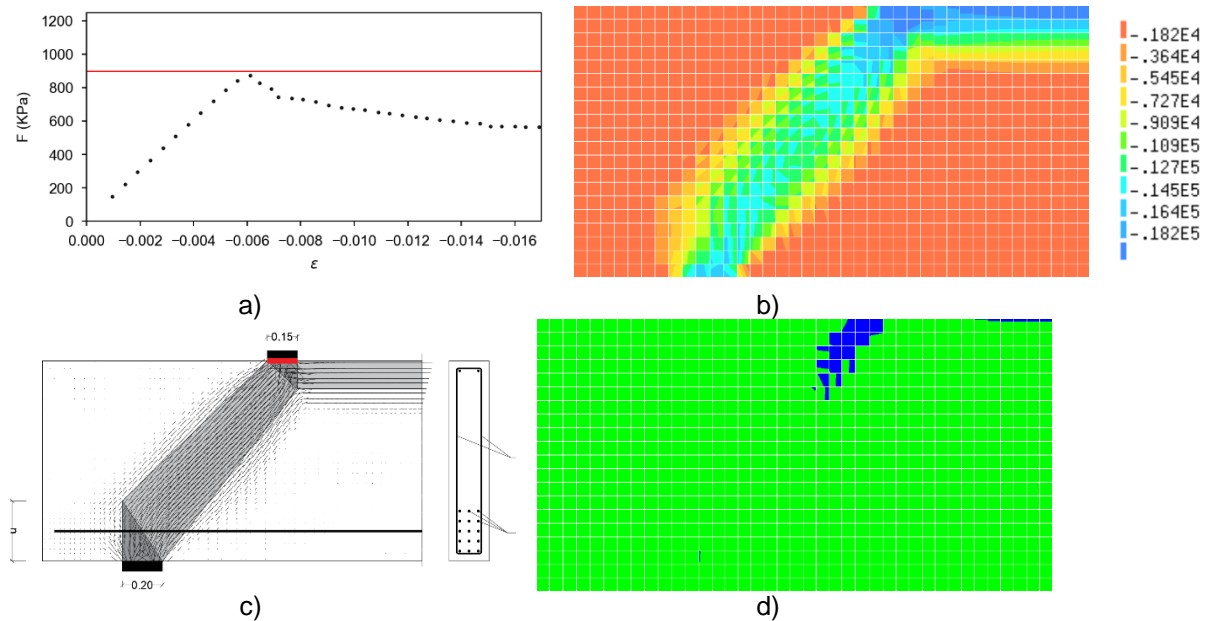 1200
1000
800
600
400
200
0
F (KPa)
0.000 −0.002 −0.004 −0.006 −0.008 −0.010 −0.012 −0.014 −0.016
ε
a)
-.182E4
-.364E4
-.545E4
-.727E4
-.909E4
-.109E5
-.127E5
-.145E5
-.164E5
-.182E5
b)
0.15
u
0.20
c)
d)